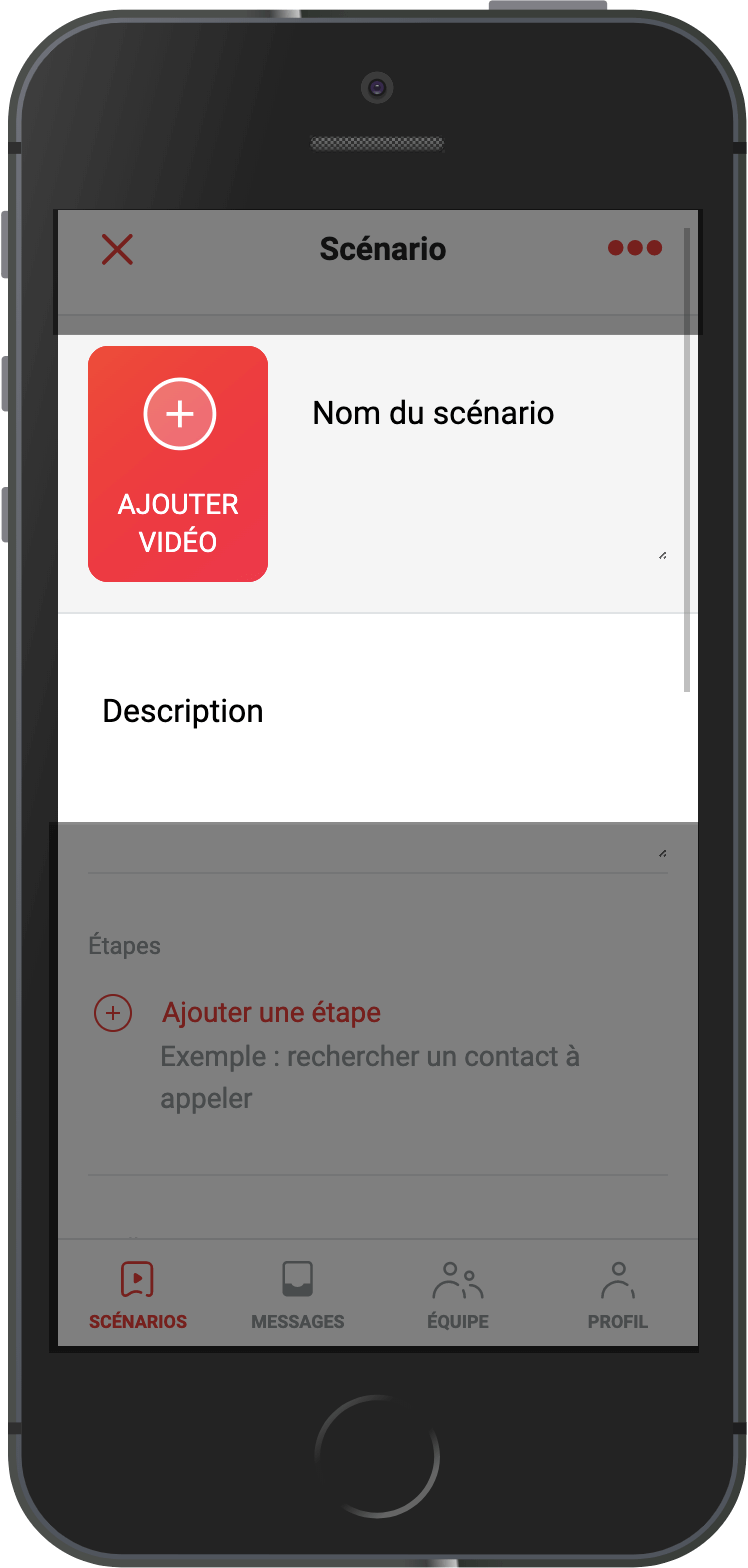 Scénario
AJOUTER
VIDÉO
Nom du scénario
Description
Étapes
Ajouter une étape
Exemple : rechercher un contact à
appeler
SCÉNARIOS
MESSAGES
ÉQUIPE
PROFIL